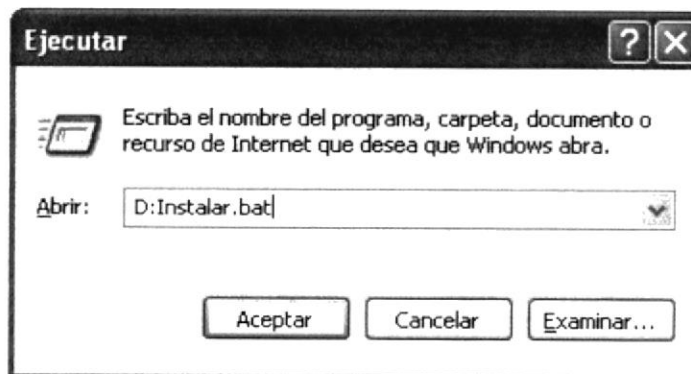 Ejecutar
Escriba el nombre del programa, carpeta, documento o
recurso de Internet que desea que Windows abra.
Abrir: D:Instalar.bat
Aceptar Cancelar Examinar...